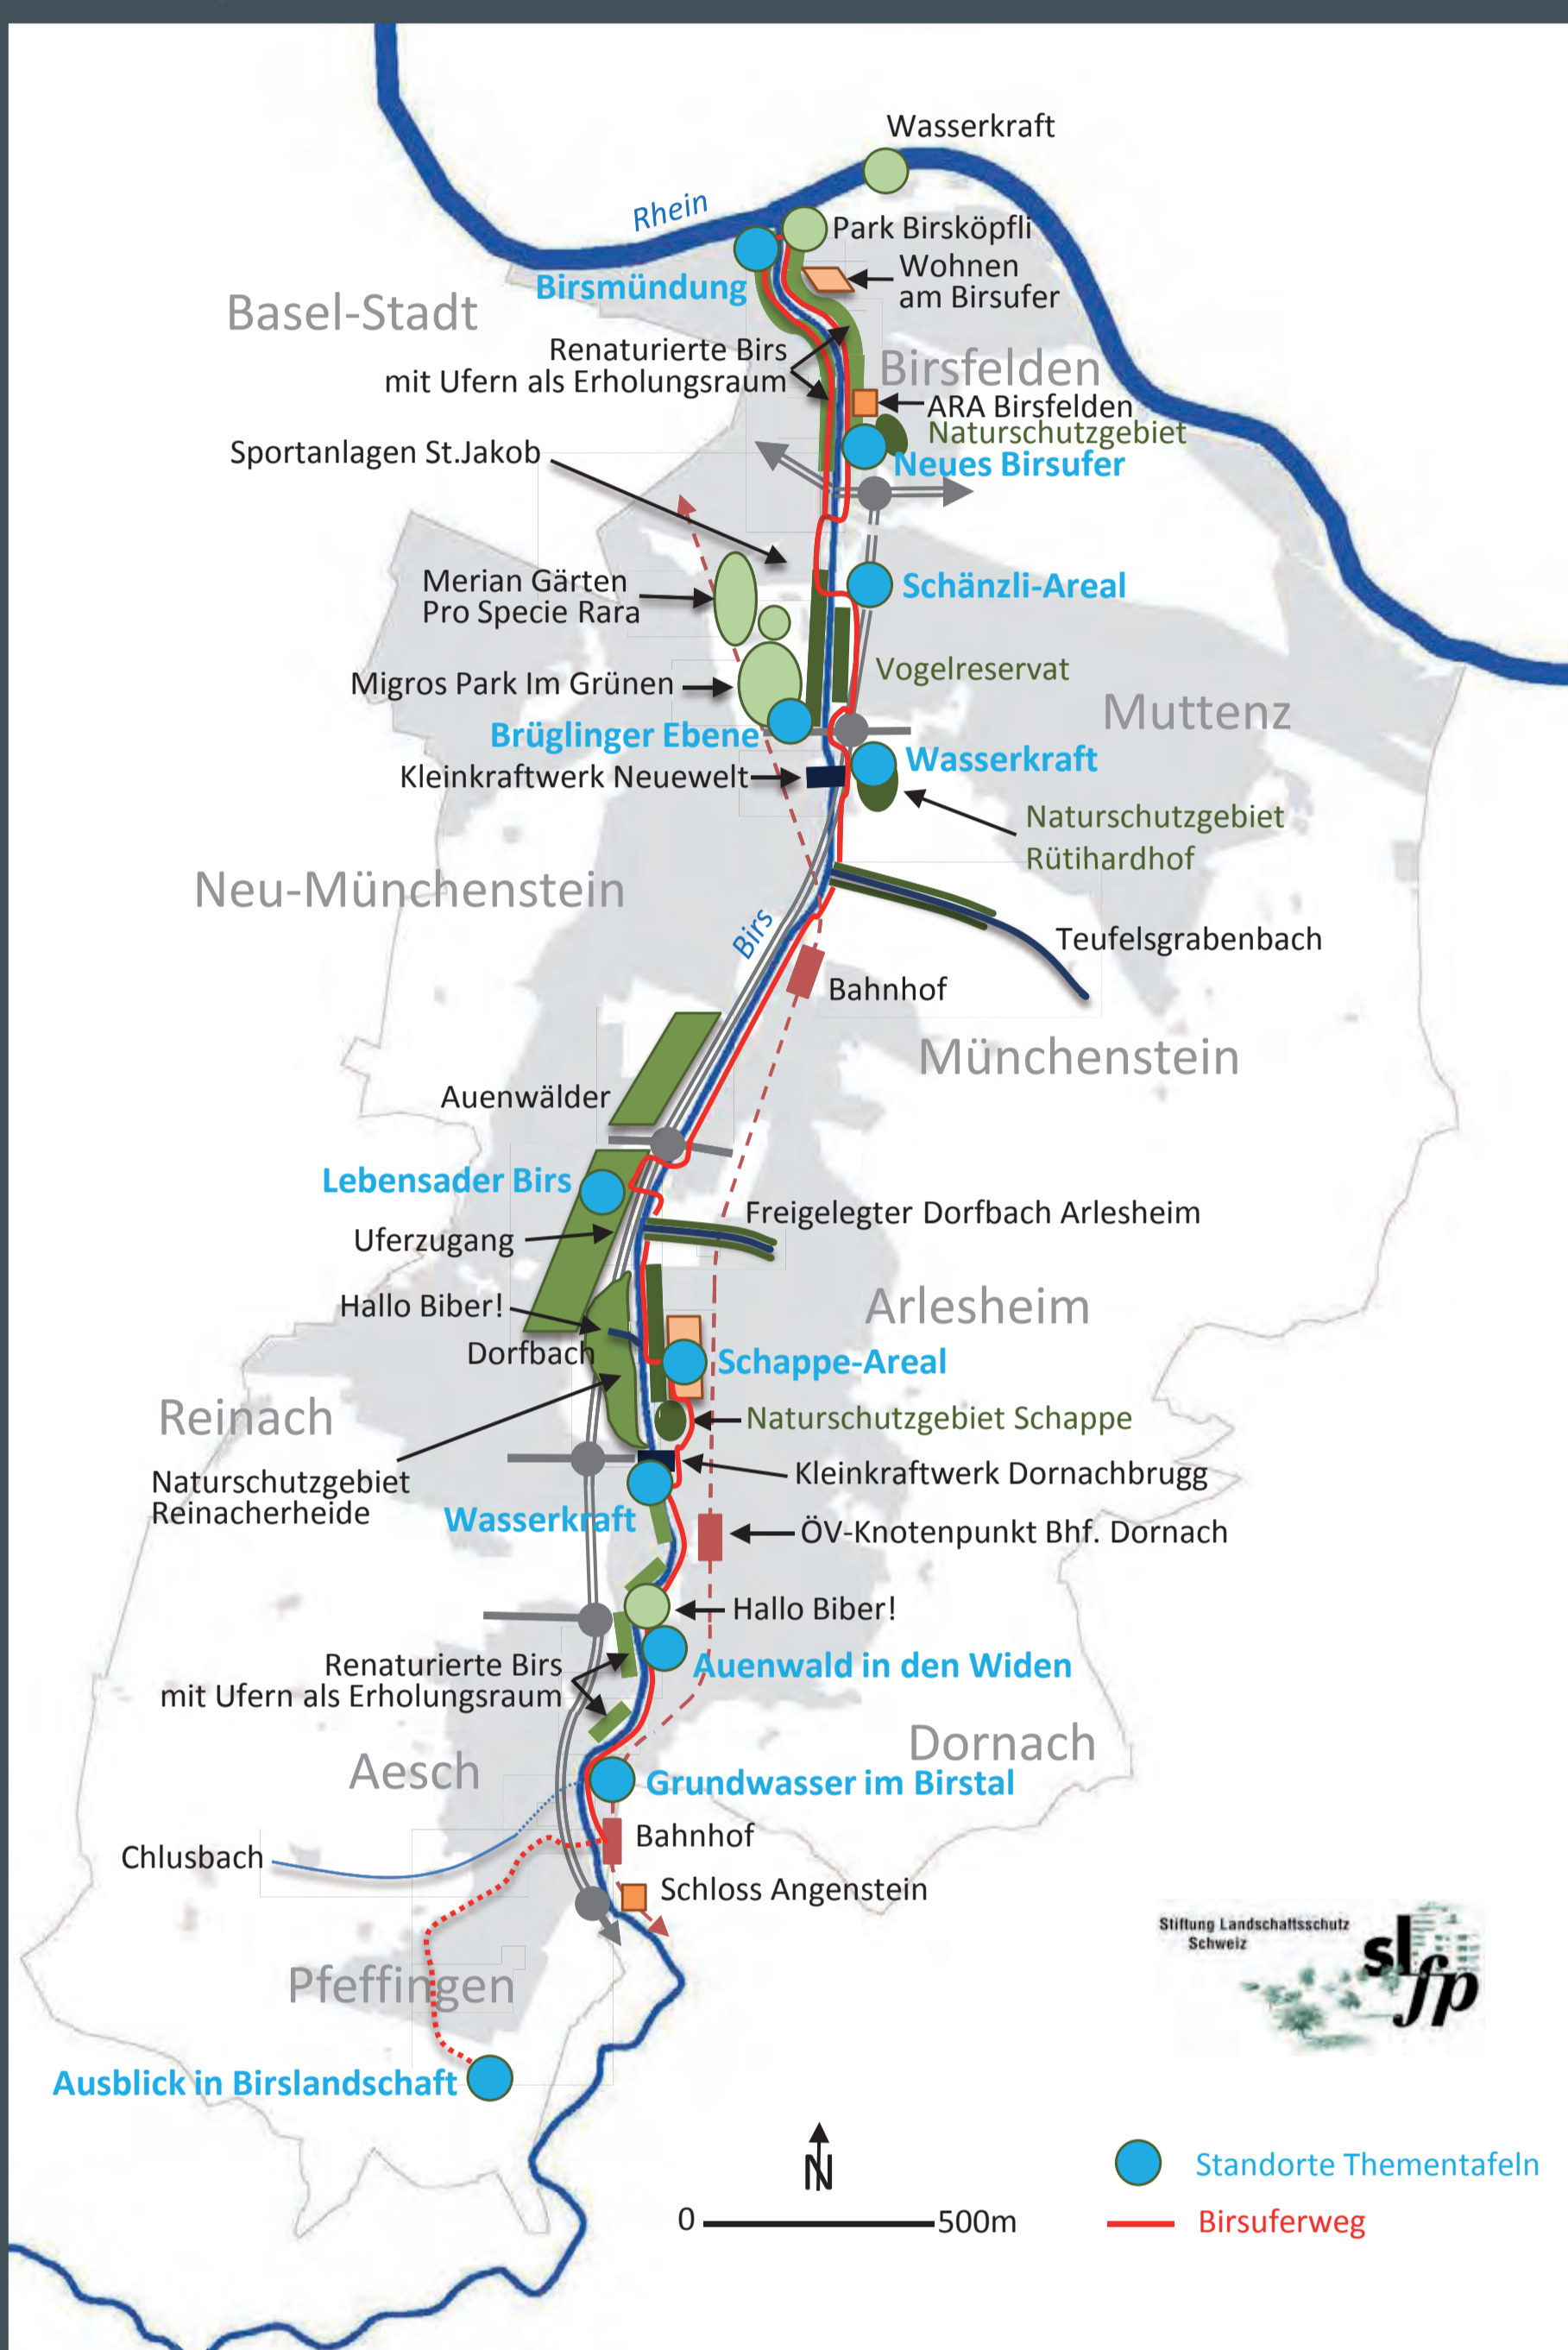 Wasserkraft
Rhein
Park Birsköpfli
Wohnen
am Birsufer
Birsmündung
Basel-Stadt
Renaturierte Birs
mit Ufern als Erholungsraum
Birsfelden
ARA Birsfelden
Naturschutzgebiet
Neues Birsufer
Sportanlagen St.Jakob
Merian Gärten
Pro Specie Rara
Schänzli-Areal
Vogelreservat
Migros Park Im Grünen
Muttenz
Brüglinger Ebene
Wasserkraft
Kleinkraftwerk Neuewelt
Naturschutzgebiet
Rütihardhof
Neu-Münchenstein
Birs
Teufelsgrabenbach
Bahnhof
Münchenstein
Auenwälder
Lebensader Birs
Freigelegter Dorfbach Arlesheim
Uferzugang
Hallo Biber!
Arlesheim
Dorfbach
Schappe-Areal
Reinach
Naturschutzgebiet Schappe
Naturschutzgebiet
Reinacherheide
Kleinkraftwerk Dornachbrugg
Wasserkraft
ÖV-Knotenpunkt Bhf. Dornach
Hallo Biber!
Renaturierte Birs
mit Ufern als Erholungsraum
Auenwald in den Widen
Dornach
Aesch
Grundwasser im Birstal
Bahnhof
Chlusbach
Schloss Angenstein
Stiftung Landschaftsschutz
Schweiz
slfp
Pfeffingen
Ausblick in Birslandschaft
N
0 500m
Standorte Thementafeln
Birsuferweg